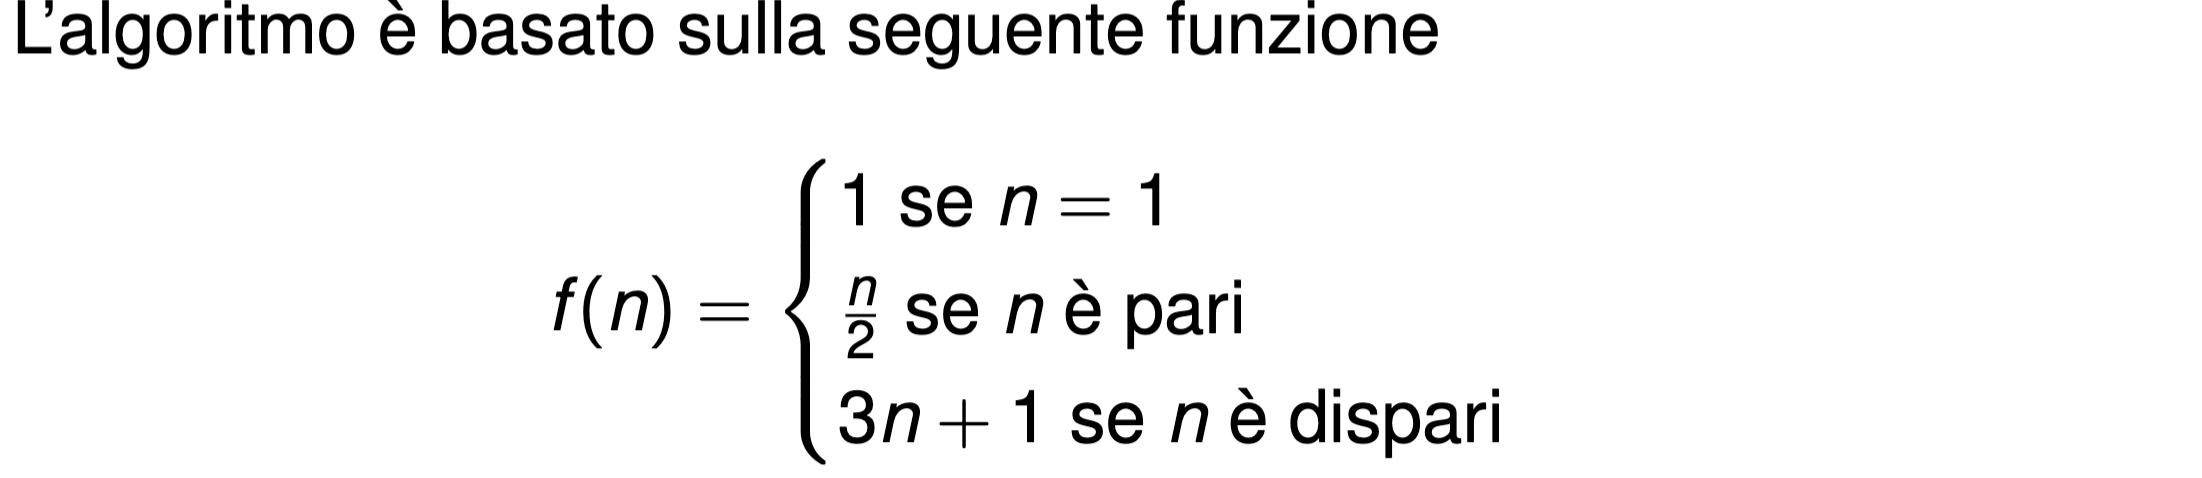 L'algoritmo è basato sulla seguente funzione
1 se n = 1
f(n) = { n/2 se n è pari
3n + 1 se n è dispari